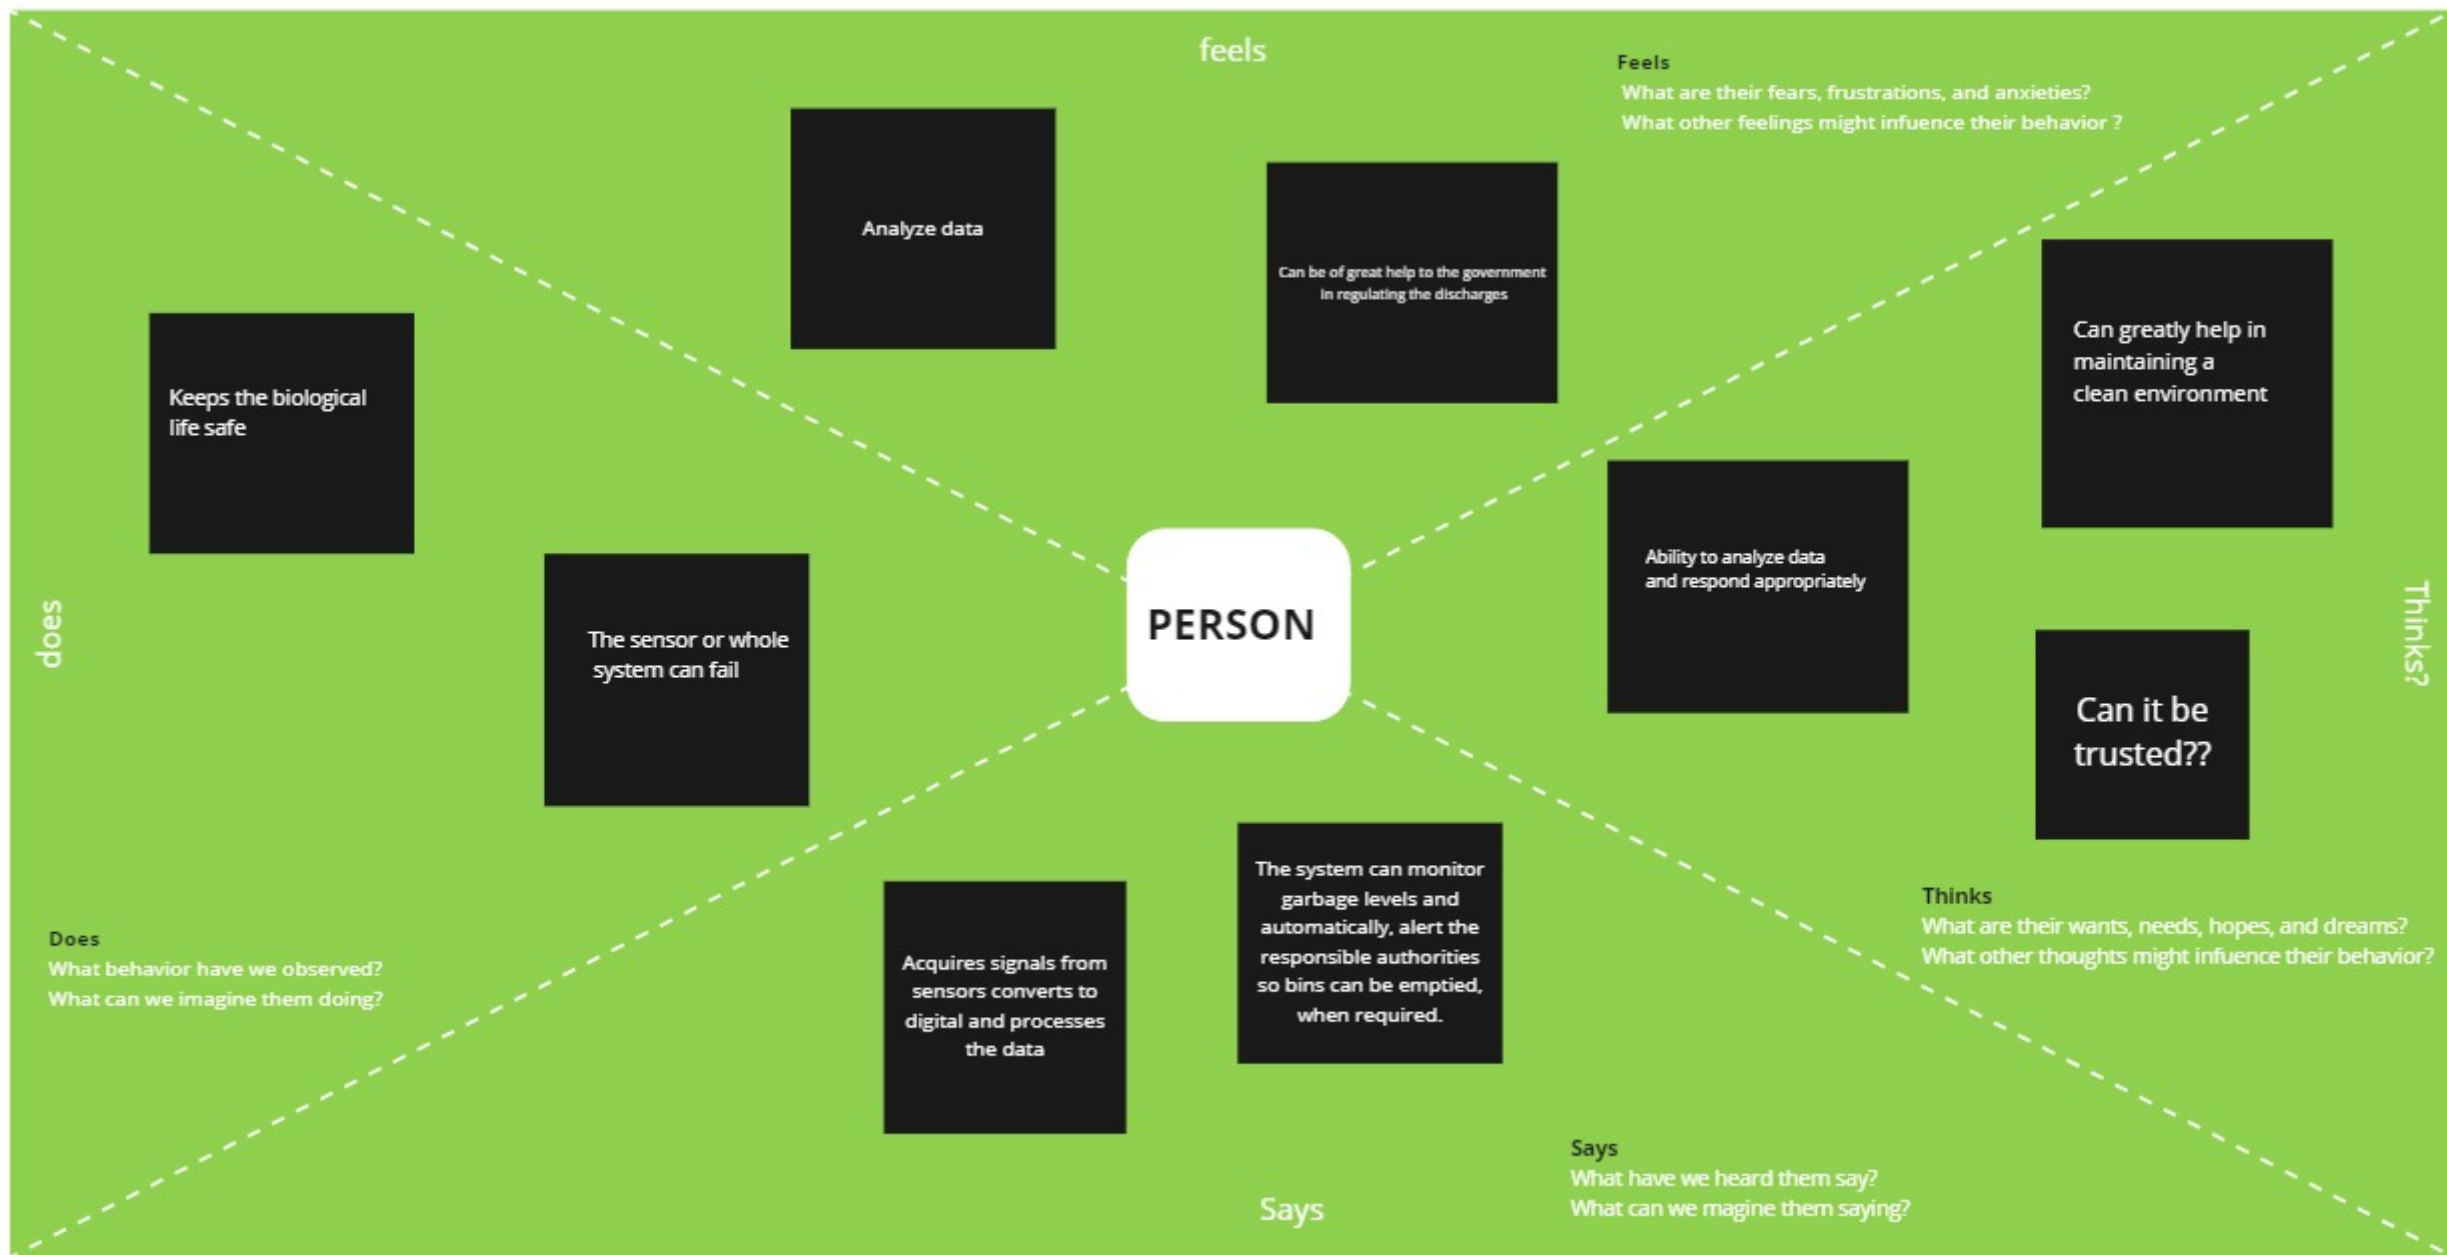 feels
Feels
What are their fears, frustrations, and anxieties?
What other feelings might infuence their behavior ?
Analyze data
Can be of great help to the government
in regulating the discharges
Can greatly help in
maintaining a
clean environment
Keeps the biological
life safe
Ability to analyze data
and respond appropriately
does
The sensor or whole
system can fail
PERSON
Thinks?
Can it be
trusted??
The system can monitor
garbage levels and
automatically, alert the
responsible authorities
so bins can be emptied,
when required.
Acquires signals from
sensors converts to
digital and processes
the data
Thinks
What are their wants, needs, hopes, and dreams?
What other thoughts might infuence their behavior?
Does
What behavior have we observed?
What can we imagine them doing?
Says
What have we heard them say?
What can we magine them saying?
Says